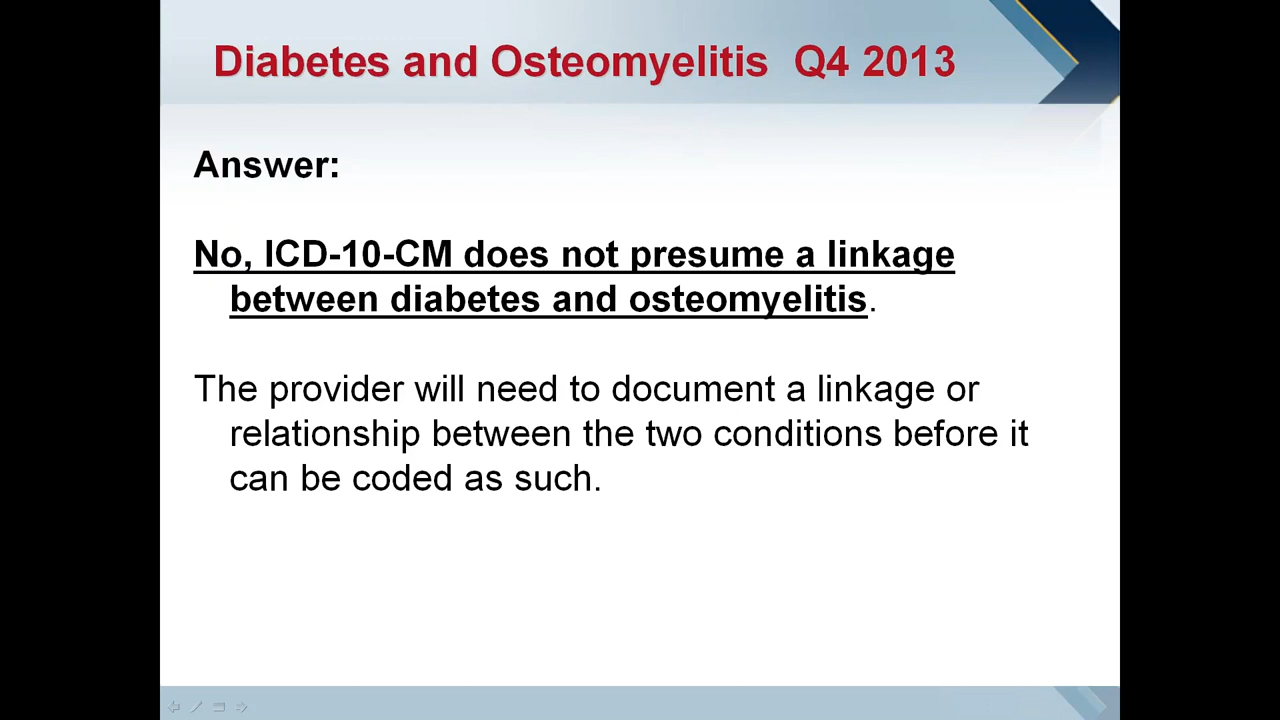 Diabetes and Osteomyelitis Q4 2013
Answer:
No, ICD-10-CM does not presume a linkage
between diabetes and osteomyelitis.
The provider will need to document a linkage or
relationship between the two conditions before it
can be coded as such.